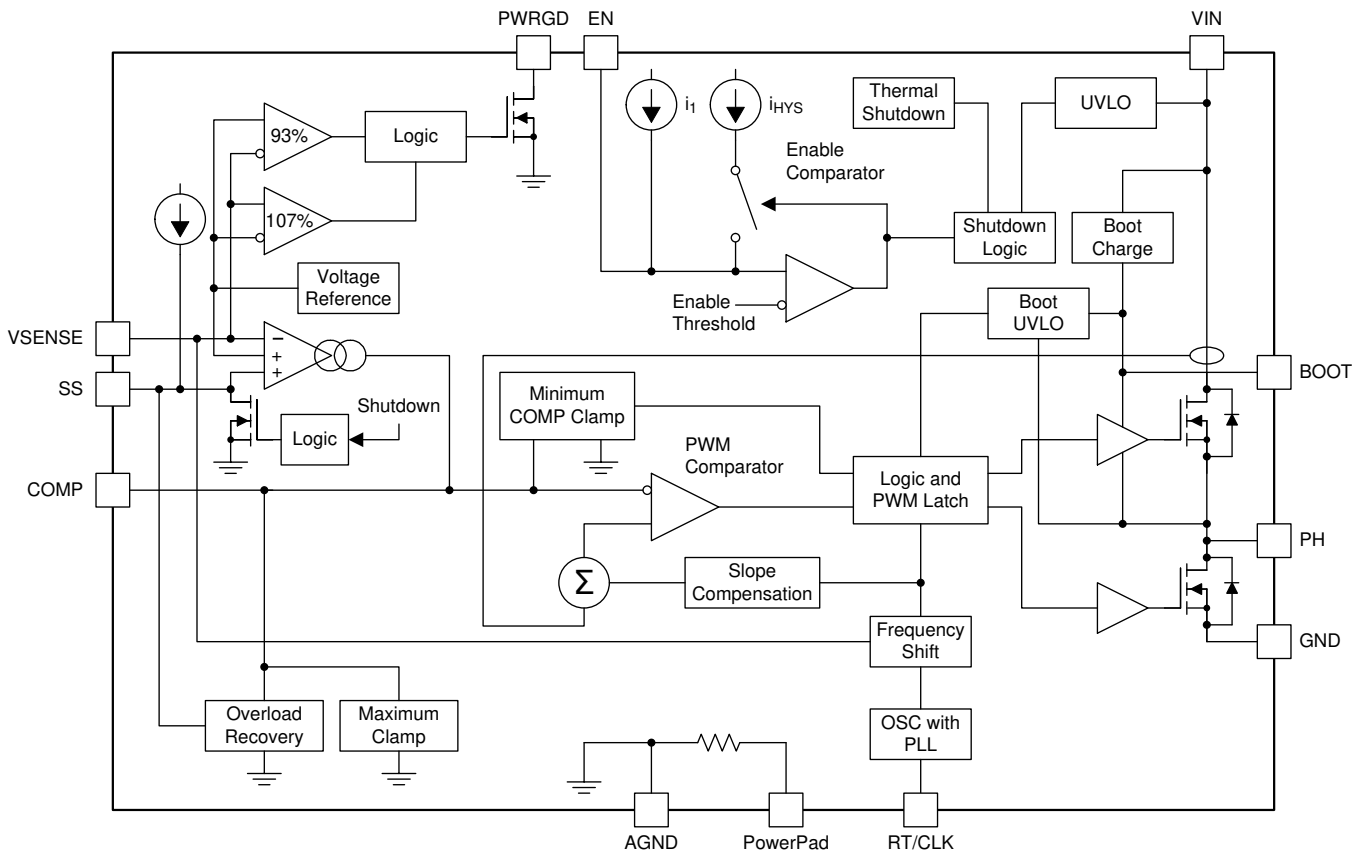 PWRGD
EN
VIN
93%
Logic
i1
iHYS
Thermal
Shutdown
UVLO
Enable
Comparator
107%
Shutdown
Logic
Boot
Charge
Voltage
Reference
Enable
Threshold
Boot
UVLO
VSENSE
−
+
+
SS
BOOT
Shutdown
Logic
Minimum
COMP Clamp
PWM
Comparator
COMP
Logic and
PWM Latch
PH
Σ
Slope
Compensation
Frequency
Shift
GND
Overload
Recovery
Maximum
Clamp
OSC with
PLL
AGND
PowerPad
RT/CLK